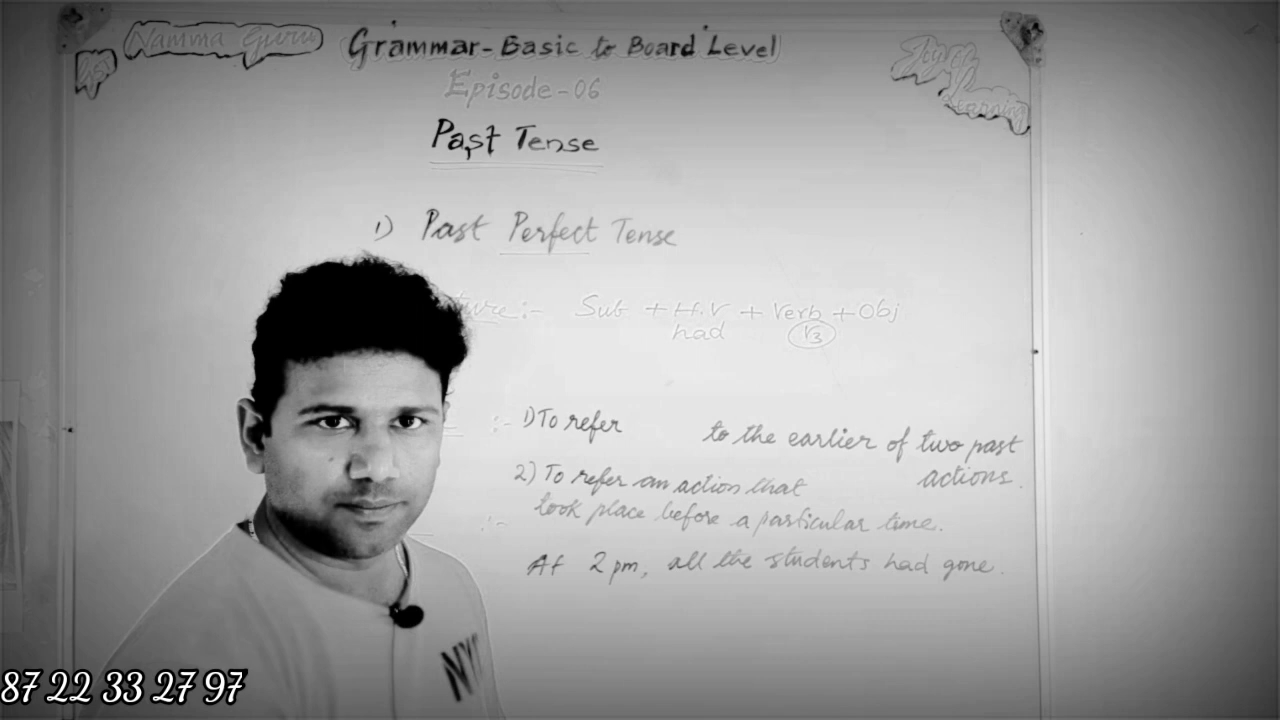 Namma Guru
Grammar-Basic to Board Level
Episode-06
Past Tense
1) Past Perfect Tense
ture:- Sub + H.V + Verb + Obj
had V3
:- 1) To refer to the earlier of two past
actions.
2) To refer an action that
took place before a particular time.
:-
At 2 pm, all the students had gone.
NY
87 22 33 27 97